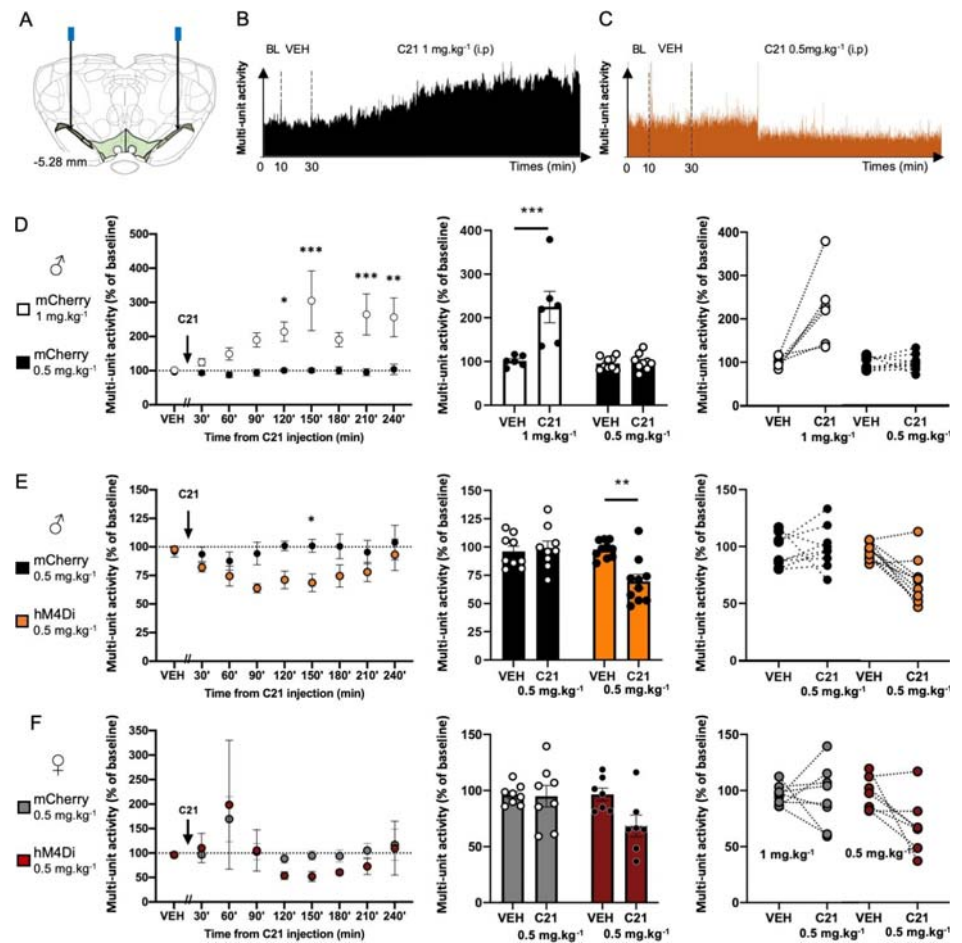 A
-5.28 mm
B
BL VEH C21 1 mg.kg-1 (i.p)
Multi-unit activity
0 10 30 Times (min)
C
BL VEH C21 0.5mg.kg-1 (i.p)
Multi-unit activity
0 10 30 Times (min)
D
♂
mCherry
1 mg.kg-1
mCherry
0.5 mg.kg-1
Multi-unit activity (% of baseline)
500
400
300
200
100
0
C21
* *** *** **
VEH 30' 60' 90' 120' 150' 180' 210' 240'
Time from C21 injection (min)
Multi-unit activity (% of baseline)
400
300
200
100
0
***
VEH C21 VEH C21
1 mg.kg-1 0.5 mg.kg-1
Multi-unit activity (% of baseline)
400
300
200
100
0
VEH C21 VEH C21
1 mg.kg-1 0.5 mg.kg-1
E
♂
mCherry
0.5 mg.kg-1
hM4Di
0.5 mg.kg-1
Multi-unit activity (% of baseline)
150
125
100
75
50
25
0
C21
*
VEH 30' 60' 90' 120' 150' 180' 210' 240'
Time from C21 injection (min)
Multi-unit activity (% of baseline)
150
125
100
75
50
25
0
**
VEH C21 VEH C21
0.5 mg.kg-1 0.5 mg.kg-1
Multi-unit activity (% of baseline)
150
100
50
0
VEH C21 VEH C21
0.5 mg.kg-1 0.5 mg.kg-1
F
♀
mCherry
0.5 mg.kg-1
hM4Di
0.5 mg.kg-1
Multi-unit activity (% of baseline)
350
300
250
200
150
100
50
0
C21
VEH 30' 60' 90' 120' 150' 180' 210' 240'
Time from C21 injection (min)
Multi-unit activity (% of baseline)
150
100
50
0
VEH C21 VEH C21
0.5 mg.kg-1 0.5 mg.kg-1
Multi-unit activity (% of baseline)
150
100
50
0
1 mg.kg-1 0.5 mg.kg-1
VEH C21 VEH C21
0.5 mg.kg-1 0.5 mg.kg-1